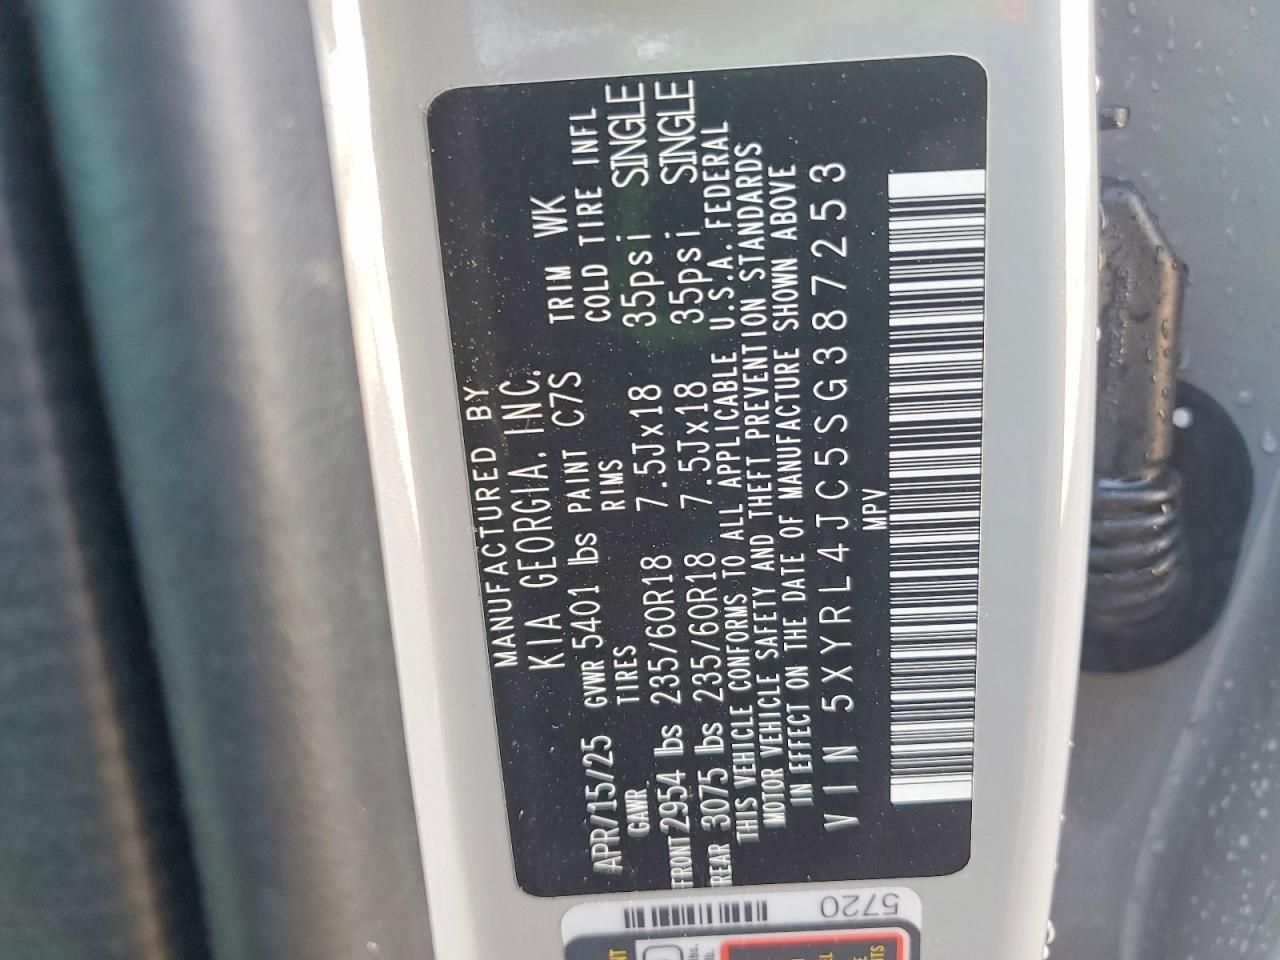 MANUFACTURED BY
KIA GEORGIA, INC.
APR/15/25 GVWR 5401 lbs PAINT C7S TRIM WK
GAWR TIRES RIMS COLD TIRE INFL
FRONT 2954 lbs 235/60R18 7.5Jx18 35psi SINGLE
REAR 3075 lbs 235/60R18 7.5Jx18 35psi SINGLE
THIS VEHICLE CONFORMS TO ALL APPLICABLE U.S.A. FEDERAL
MOTOR VEHICLE SAFETY AND THEFT PREVENTION STANDARDS
IN EFFECT ON THE DATE OF MANUFACTURE SHOWN ABOVE
VIN 5XYRL4JC5SG387253
MPV
5720